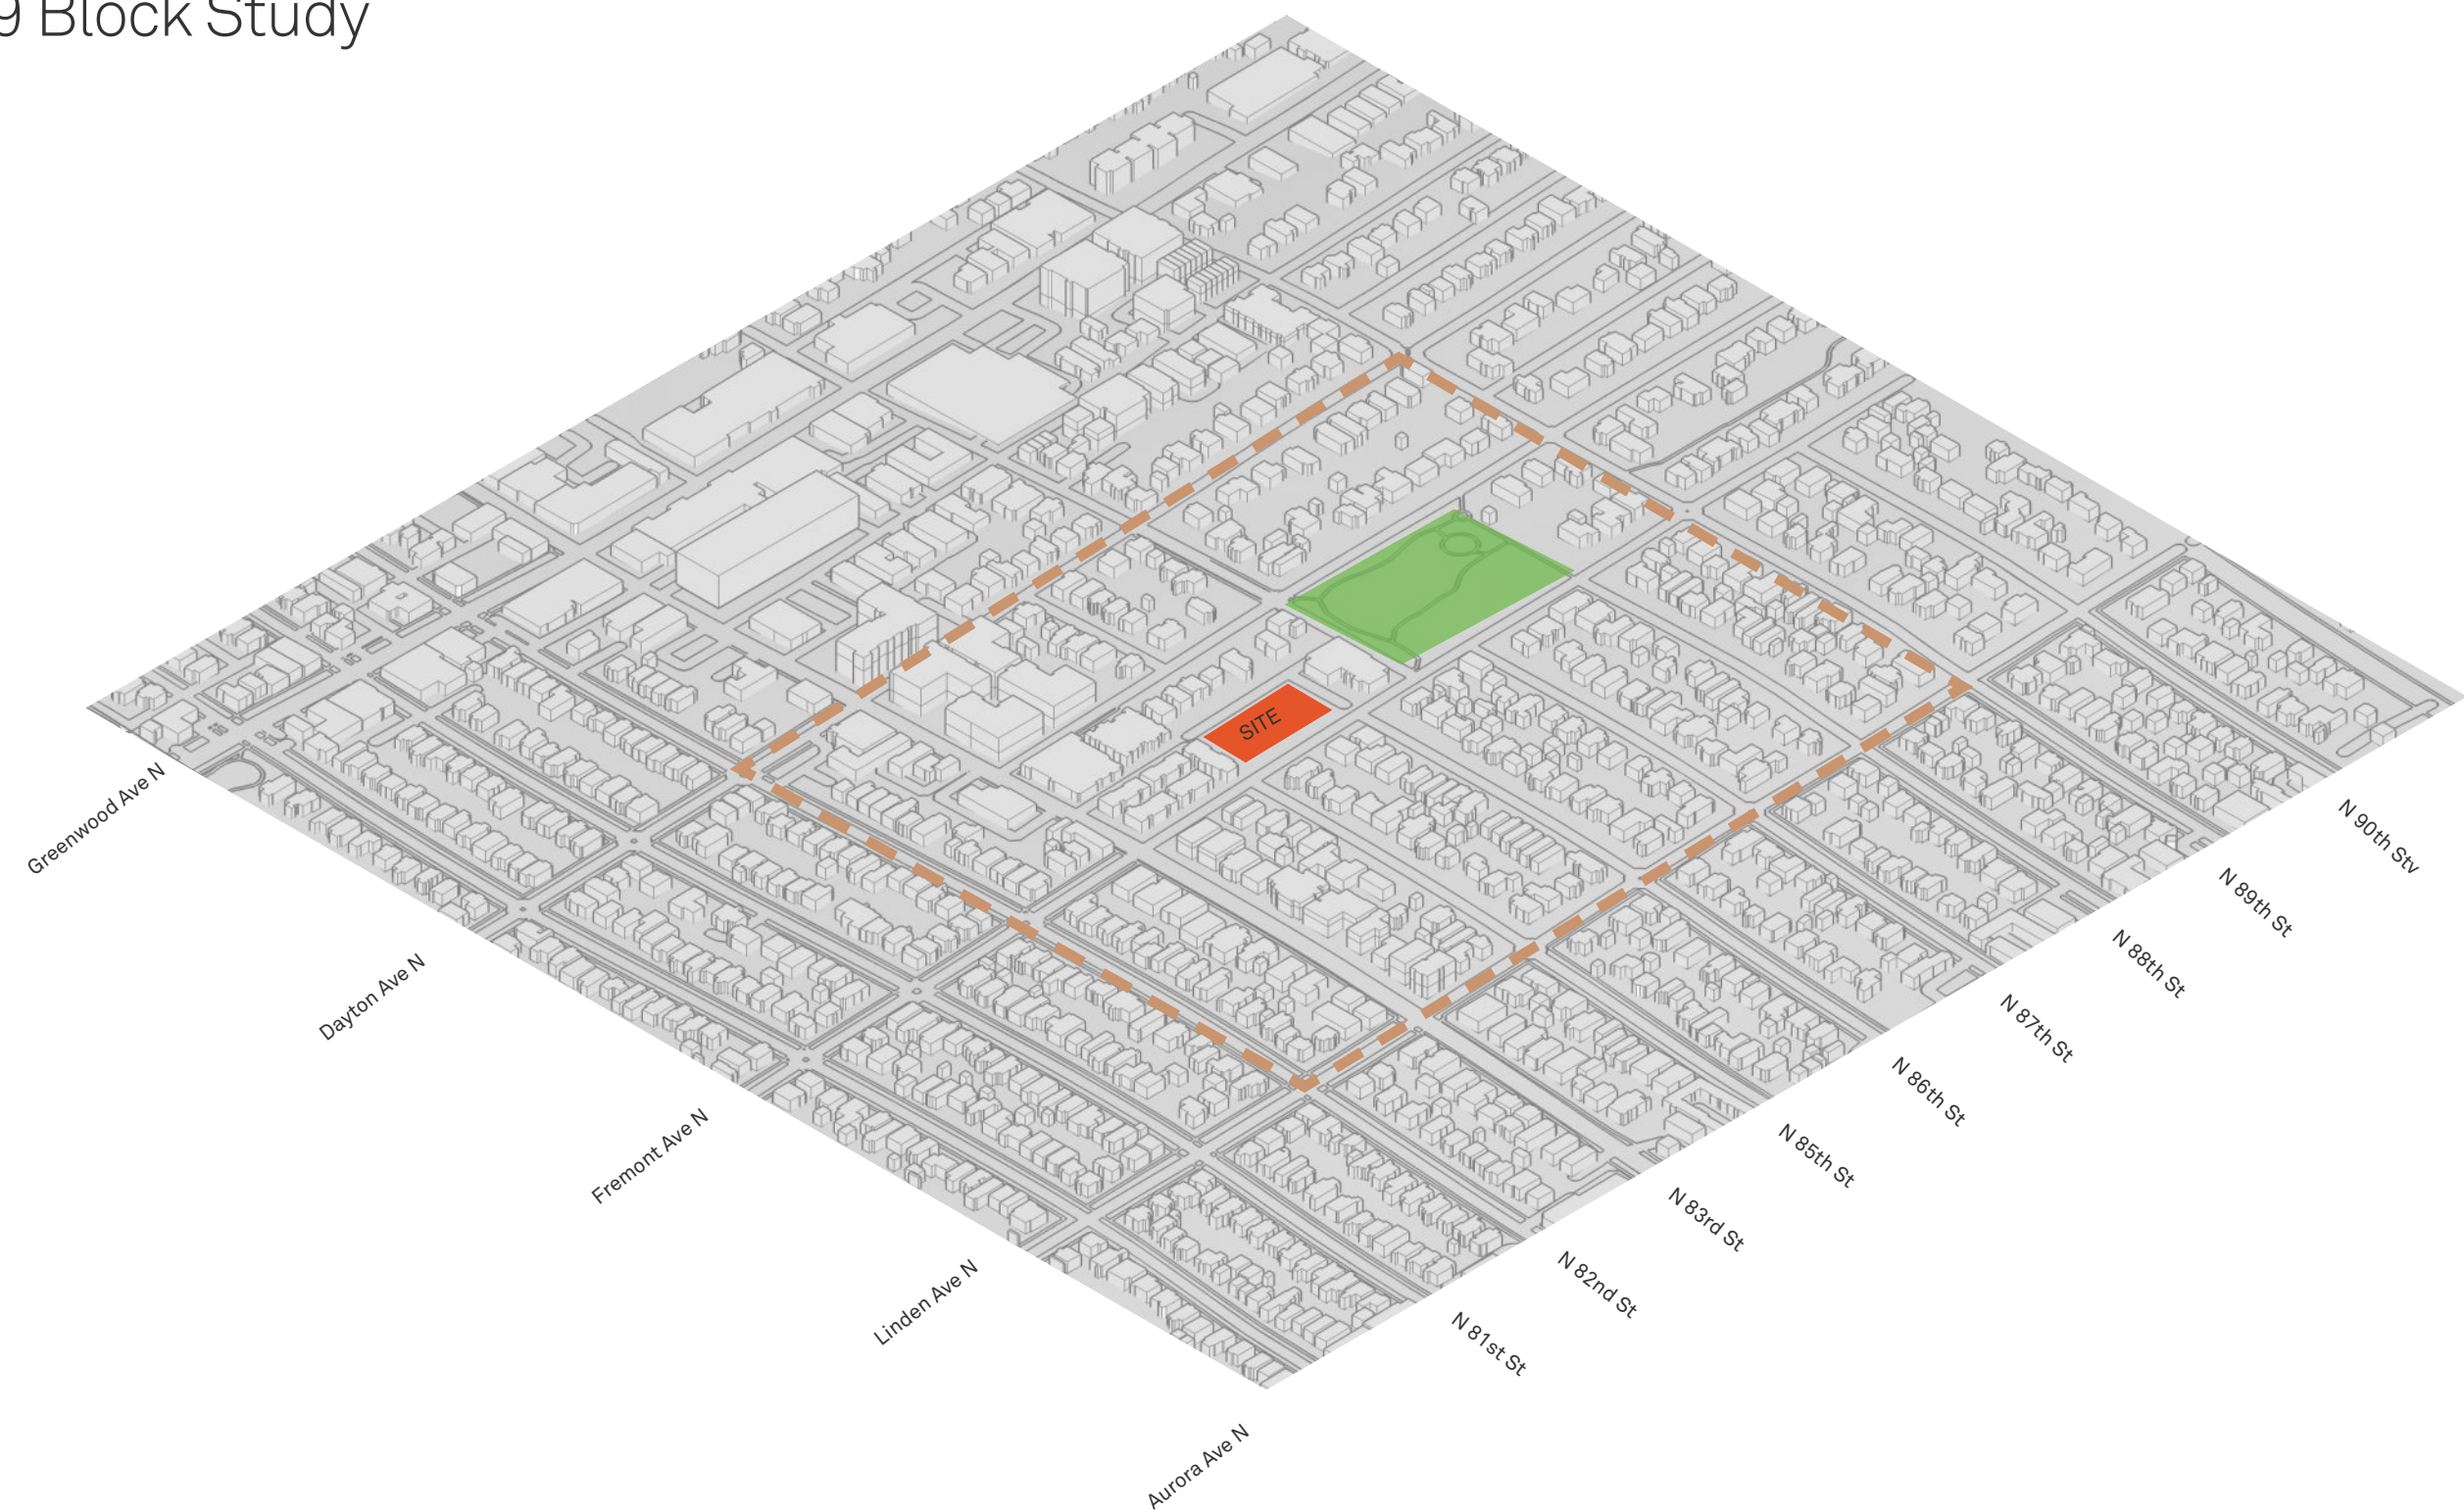 9 Block Study
SITE
Greenwood Ave N
Dayton Ave N
Fremont Ave N
Linden Ave N
Aurora Ave N
N 90th Stv
N 89th St
N 88th St
N 87th St
N 86th St
N 85th St
N 83rd St
N 82nd St
N 81st St